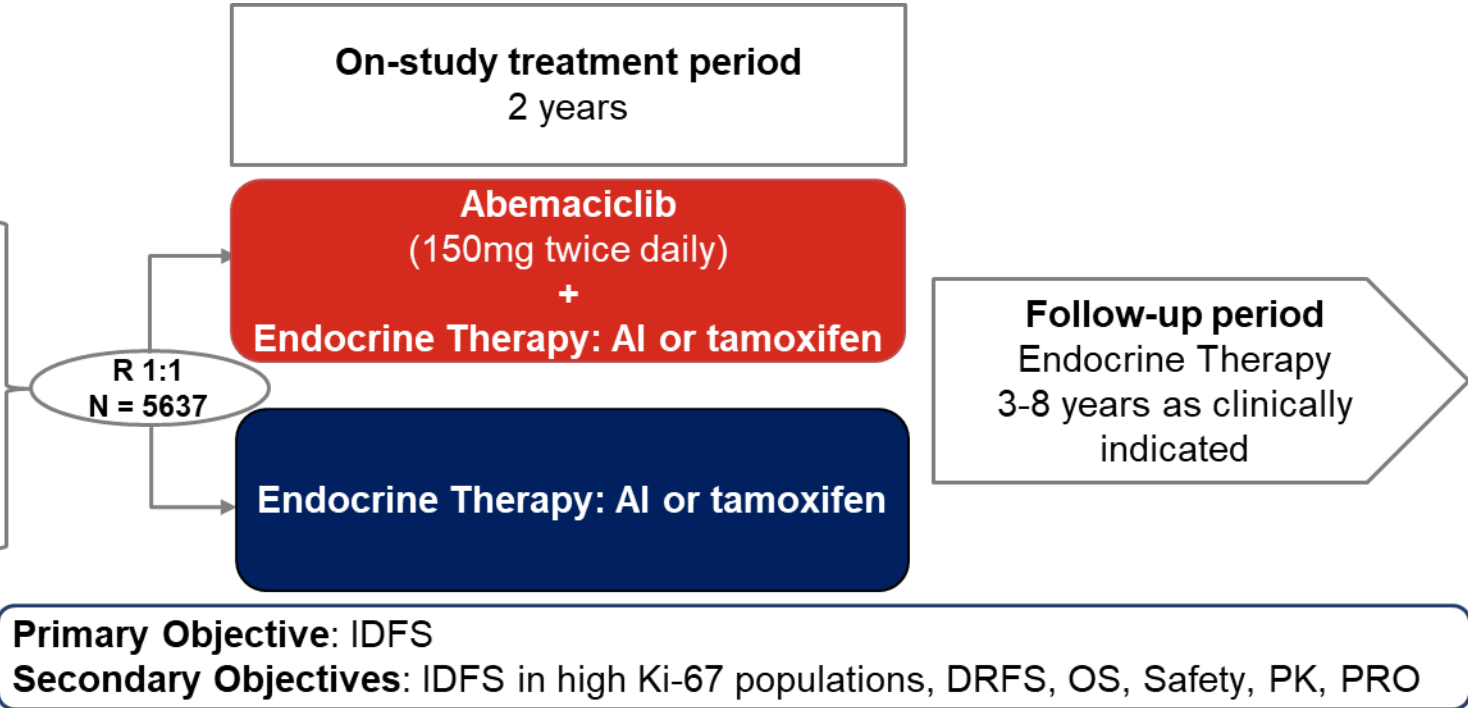 On-study treatment period
2 years
Abemaciclib
(150mg twice daily)
+
Endocrine Therapy: AI or tamoxifen
R 1:1
N = 5637
Endocrine Therapy: AI or tamoxifen
Follow-up period
Endocrine Therapy
3-8 years as clinically
indicated
Primary Objective: IDFS
Secondary Objectives: IDFS in high Ki-67 populations, DRFS, OS, Safety, PK, PRO